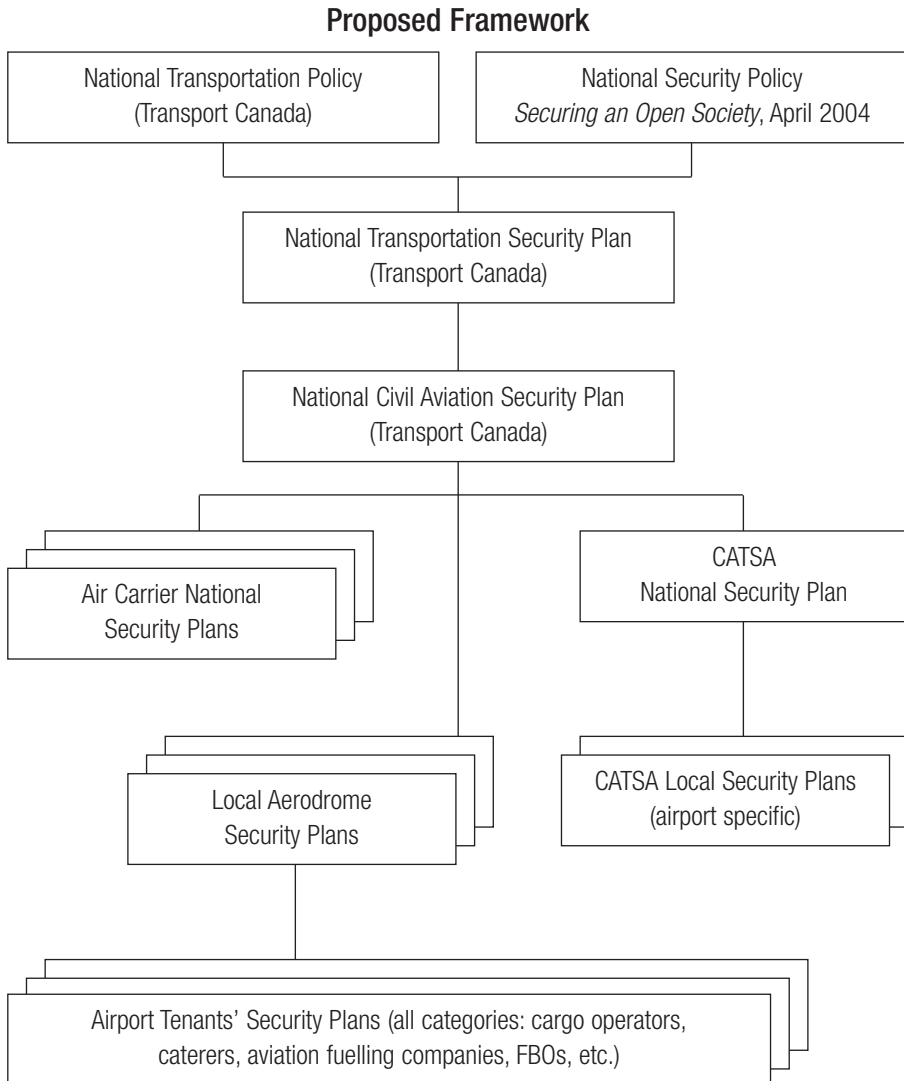 Proposed Framework
National Transportation Policy
(Transport Canada)
National Security Policy
Securing an Open Society, April 2004
National Transportation Security Plan
(Transport Canada)
National Civil Aviation Security Plan
(Transport Canada)
Air Carrier National
Security Plans
CATSA
National Security Plan
Local Aerodrome
Security Plans
CATSA Local Security Plans
(airport specific)
Airport Tenants’ Security Plans (all categories: cargo operators,
caterers, aviation fuelling companies, FBOs, etc.)